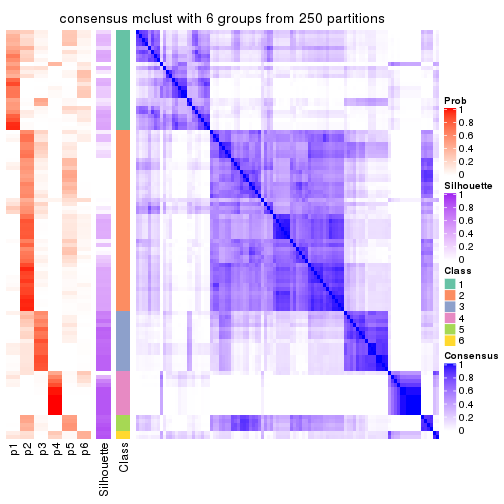 consensus mclust with 6 groups from 250 partitions
Prob
1
0.8
0.6
0.4
0.2
0
Silhouette
1
0.8
0.6
0.4
0.2
0
Class
1
2
3
4
5
6
Consensus
1
0.8
0.6
0.4
0.2
0
p1
p2
p3
p4
p5
p6
Silhouette
Class